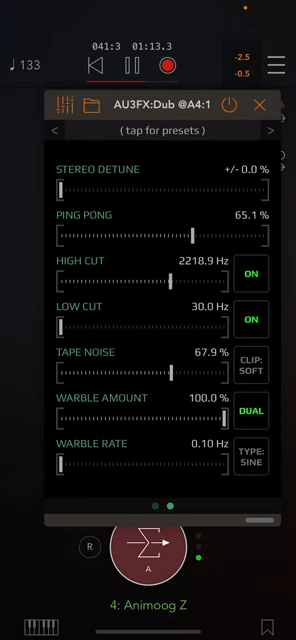 041:3 01:13.3
♩ 133
-2.5
-0.5
AU3FX:Dub @A4:1
< ( tap for presets ) >
STEREO DETUNE +/- 0.0 %
PING PONG 65.1 %
HIGH CUT 2218.9 Hz
ON
LOW CUT 30.0 Hz
ON
TAPE NOISE 67.9 %
CLIP:
SOFT
WARBLE AMOUNT 100.0 %
DUAL
WARBLE RATE 0.10 Hz
TYPE:
SINE
R
A
4: Animoog Z